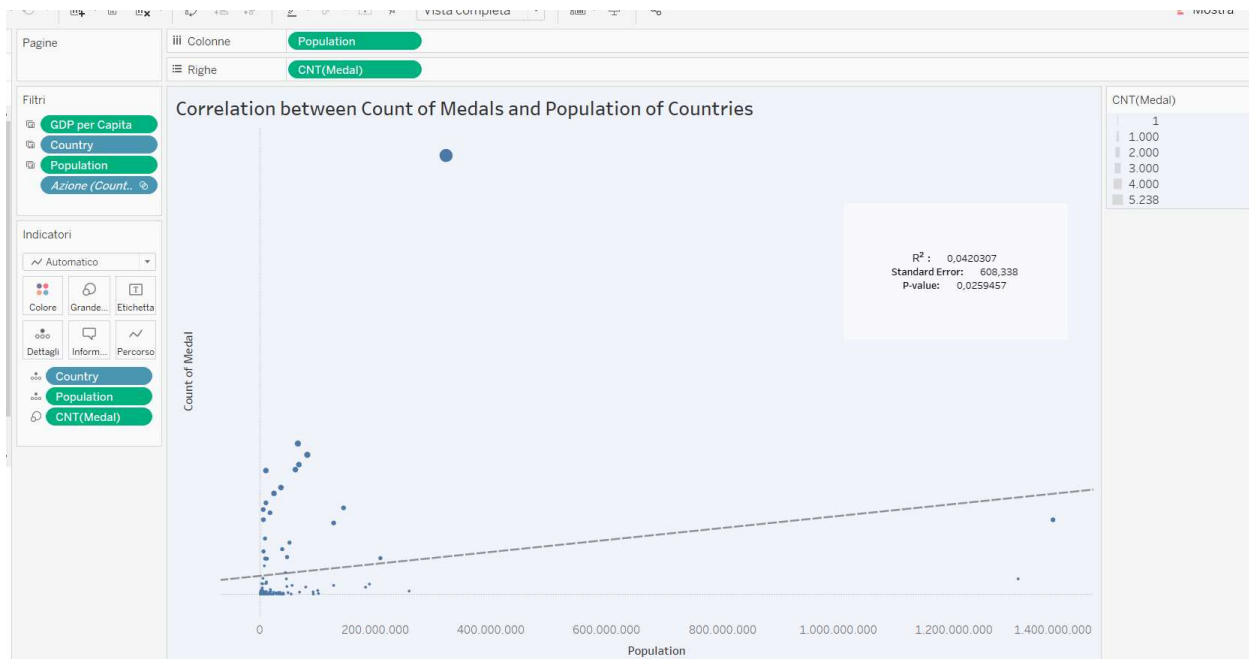 Vista completa
Mostra
Pagine
Colonne
Population
Righe
CNT(Medal)
Filtri
GDP per Capita
Country
Population
Azione (Count..
Indicatori
Automatico
Colore
Grande...
Etichetta
Dettagli
Inform...
Percorso
Country
Population
CNT(Medal)
Correlation between Count of Medals and Population of Countries
R² : 0,0420307
Standard Error: 608,338
P-value: 0,0259457
Count of Medal
0
200.000.000
400.000.000
600.000.000
800.000.000
1.000.000.000
1.200.000.000
1.400.000.000
Population
CNT(Medal)
1
1.000
2.000
3.000
4.000
5.238